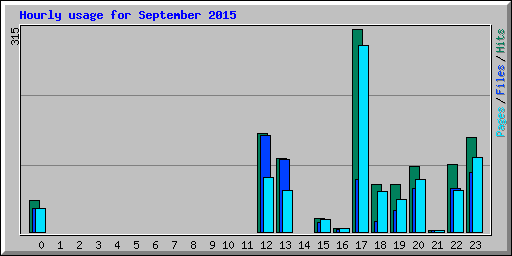 Hourly usage for September 2015
315
Pages/Files/Hits
0 1 2 3 4 5 6 7 8 9 10 11 12 13 14 15 16 17 18 19 20 21 22 23